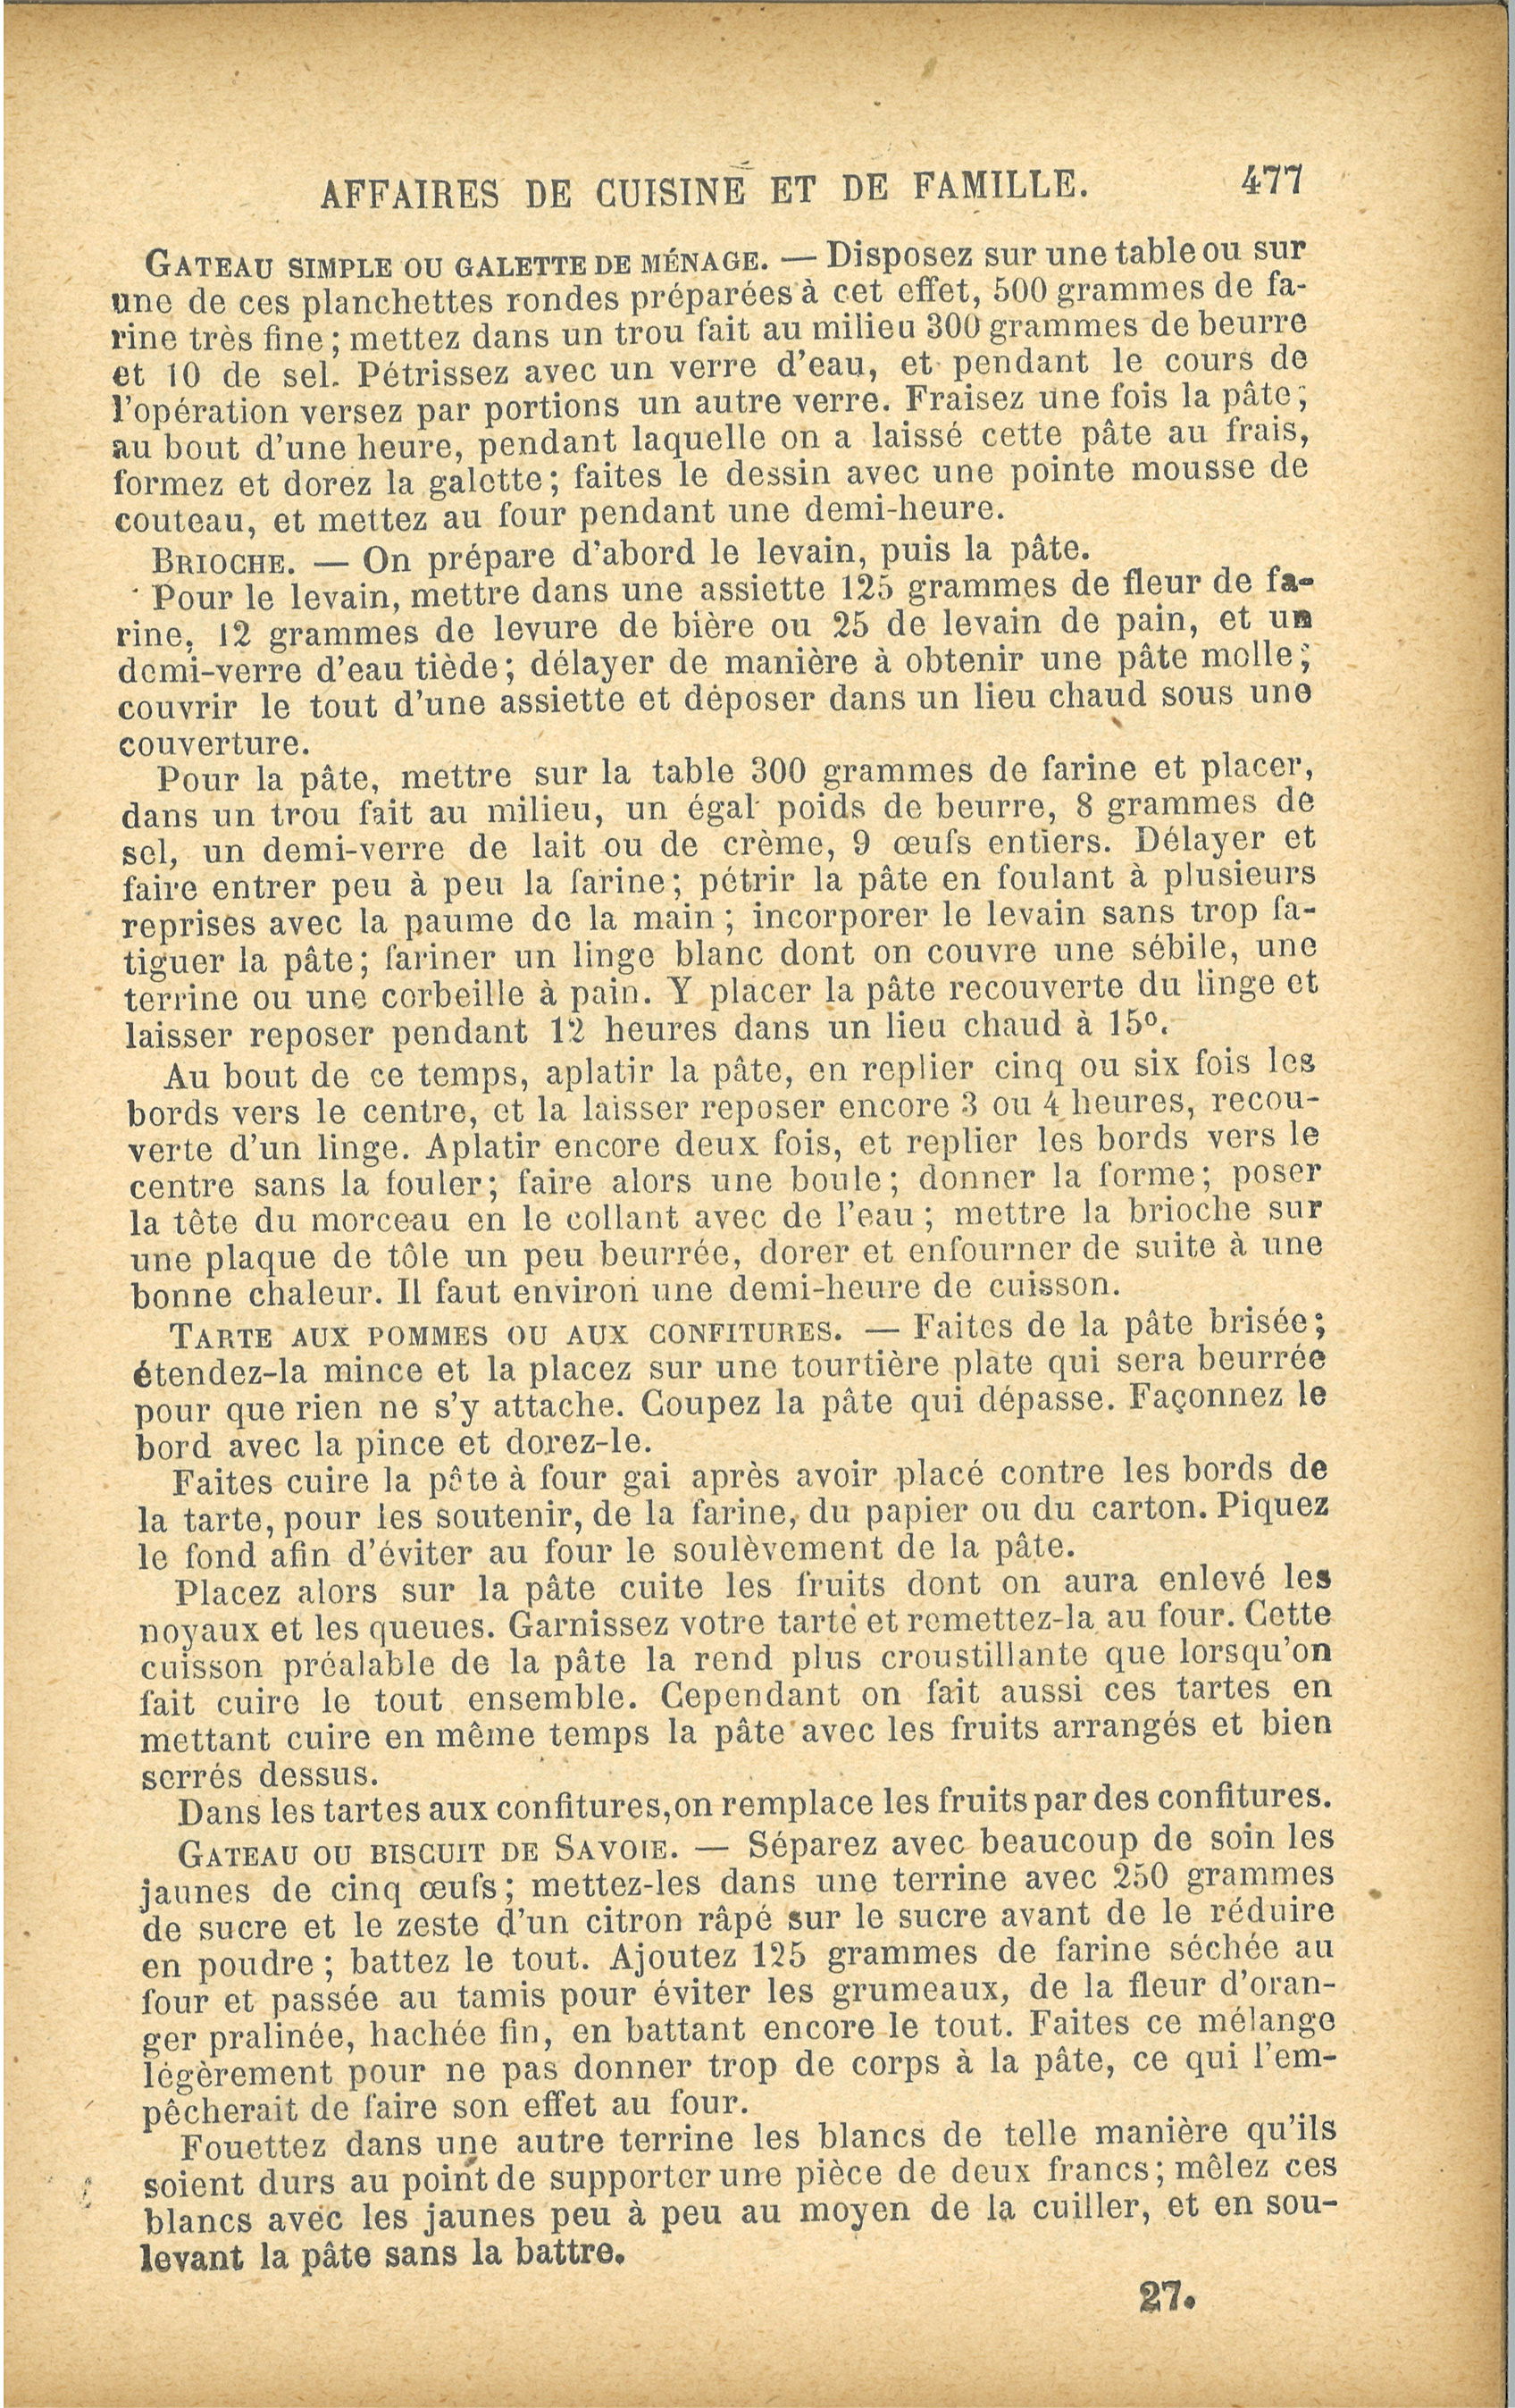 AFFAIRES DE CUISINE ET DE FAMILLE. 477
GATEAU SIMPLE OU GALETTE DE MÉNAGE. — Disposez sur une table ou sur
une de ces planchettes rondes préparées à cet effet, 500 grammes de fa-
rine très fine ; mettez dans un trou fait au milieu 300 grammes de beurre
et 10 de sel. Pétrissez avec un verre d'eau, et pendant le cours de
l'opération versez par portions un autre verre. Fraisez une fois la pâte ;
au bout d'une heure, pendant laquelle on a laissé cette pâte au frais,
formez et dorez la galette ; faites le dessin avec une pointe mousse de
couteau, et mettez au four pendant une demi-heure.
BRIOCHE. — On prépare d'abord le levain, puis la pâte.
Pour le levain, mettre dans une assiette 125 grammes de fleur de fa-
rine, 12 grammes de levure de bière ou 25 de levain de pain, et un
demi-verre d'eau tiède ; délayer de manière à obtenir une pâte molle ;
couvrir le tout d'une assiette et déposer dans un lieu chaud sous une
couverture.
Pour la pâte, mettre sur la table 300 grammes de farine et placer,
dans un trou fait au milieu, un égal poids de beurre, 8 grammes de
sel, un demi-verre de lait ou de crème, 9 œufs entiers. Délayer et
faire entrer peu à peu la farine ; pétrir la pâte en foulant à plusieurs
reprises avec la paume de la main ; incorporer le levain sans trop fa-
tiguer la pâte ; fariner un linge blanc dont on couvre une sébile, une
terrine ou une corbeille à pain. Y placer la pâte recouverte du linge et
laisser reposer pendant 12 heures dans un lieu chaud à 15°.
Au bout de ce temps, aplatir la pâte, en replier cinq ou six fois les
bords vers le centre, et la laisser reposer encore 3 ou 4 heures, recou-
verte d'un linge. Aplatir encore deux fois, et replier les bords vers le
centre sans la fouler ; faire alors une boule ; donner la forme ; poser
la tête du morceau en le collant avec de l'eau ; mettre la brioche sur
une plaque de tôle un peu beurrée, dorer et enfourner de suite à une
bonne chaleur. Il faut environ une demi-heure de cuisson.
TARTE AUX POMMES OU AUX CONFITURES. — Faites de la pâte brisée ;
étendez-la mince et la placez sur une tourtière plate qui sera beurrée
pour que rien ne s'y attache. Coupez la pâte qui dépasse. Façonnez le
bord avec la pince et dorez-le.
Faites cuire la pâte à four gai après avoir placé contre les bords de
la tarte, pour les soutenir, de la farine, du papier ou du carton. Piquez
le fond afin d'éviter au four le soulèvement de la pâte.
Placez alors sur la pâte cuite les fruits dont on aura enlevé les
noyaux et les queues. Garnissez votre tarte et remettez-la au four. Cette
cuisson préalable de la pâte la rend plus croustillante que lorsqu'on
fait cuire le tout ensemble. Cependant on fait aussi ces tartes en
mettant cuire en même temps la pâte avec les fruits arrangés et bien
serrés dessus.
Dans les tartes aux confitures, on remplace les fruits par des confitures.
GATEAU OU BISCUIT DE SAVOIE. — Séparez avec beaucoup de soin les
jaunes de cinq œufs ; mettez-les dans une terrine avec 250 grammes
de sucre et le zeste d'un citron râpé sur le sucre avant de le réduire
en poudre ; battez le tout. Ajoutez 125 grammes de farine séchée au
four et passée au tamis pour éviter les grumeaux, de la fleur d'oran-
ger pralinée, hachée fin, en battant encore le tout. Faites ce mélange
légèrement pour ne pas donner trop de corps à la pâte, ce qui l'em-
pêcherait de faire son effet au four.
Fouettez dans une autre terrine les blancs de telle manière qu'ils
soient durs au point de supporter une pièce de deux francs ; mêlez ces
blancs avec les jaunes peu à peu au moyen de la cuiller, et en sou-
levant la pâte sans la battre.
27.